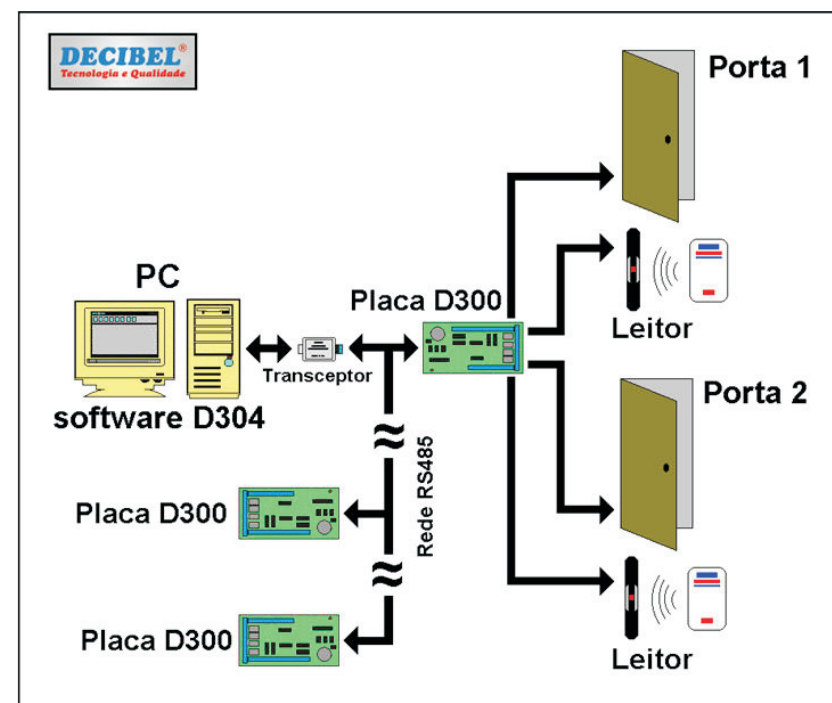 DECIBEL®
Tecnologia e Qualidade
Porta 1
PC
Placa D300
Leitor
Transceptor
software D304
Porta 2
Rede RS485
Placa D300
Placa D300
Leitor